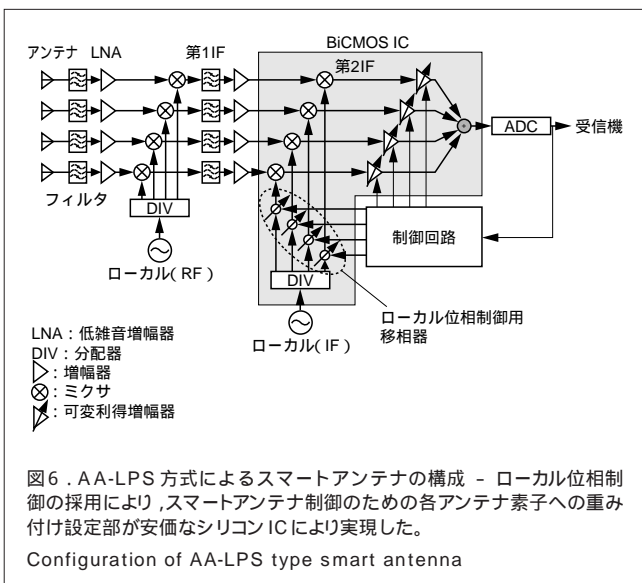 BiCMOS IC
アンテナ LNA 第1IF 第2IF
フィルタ
DIV
ローカル(RF)
ADC
受信機
制御回路
DIV
ローカル(IF)
ローカル位相制御用
移相器
LNA：低雑音増幅器
DIV：分配器
：増幅器
：ミクサ
：可変利得増幅器
図6．AA-LPS 方式によるスマートアンテナの構成 － ローカル位相制
御の採用により,スマートアンテナ制御のための各アンテナ素子への重み
付け設定部が安価なシリコン ICにより実現した。
Configuration of AA-LPS type smart antenna